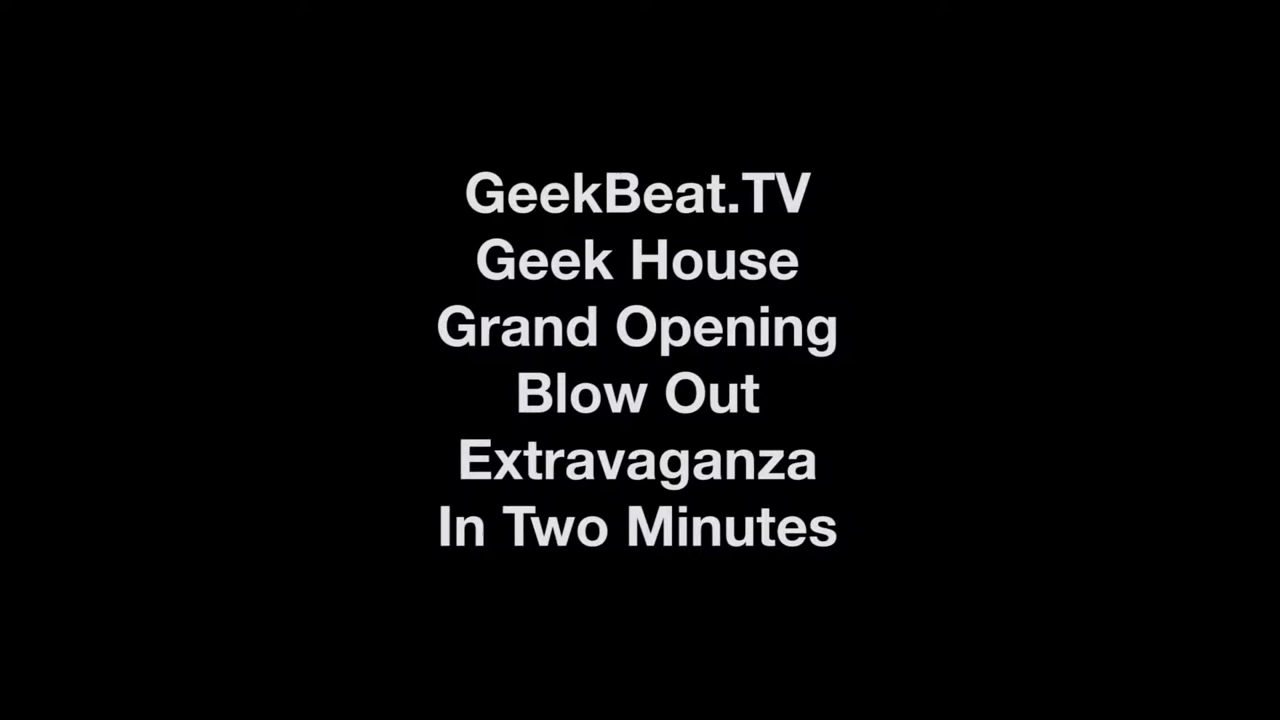 GeekBeat.TV
Geek House
Grand Opening
Blow Out
Extravaganza
In Two Minutes